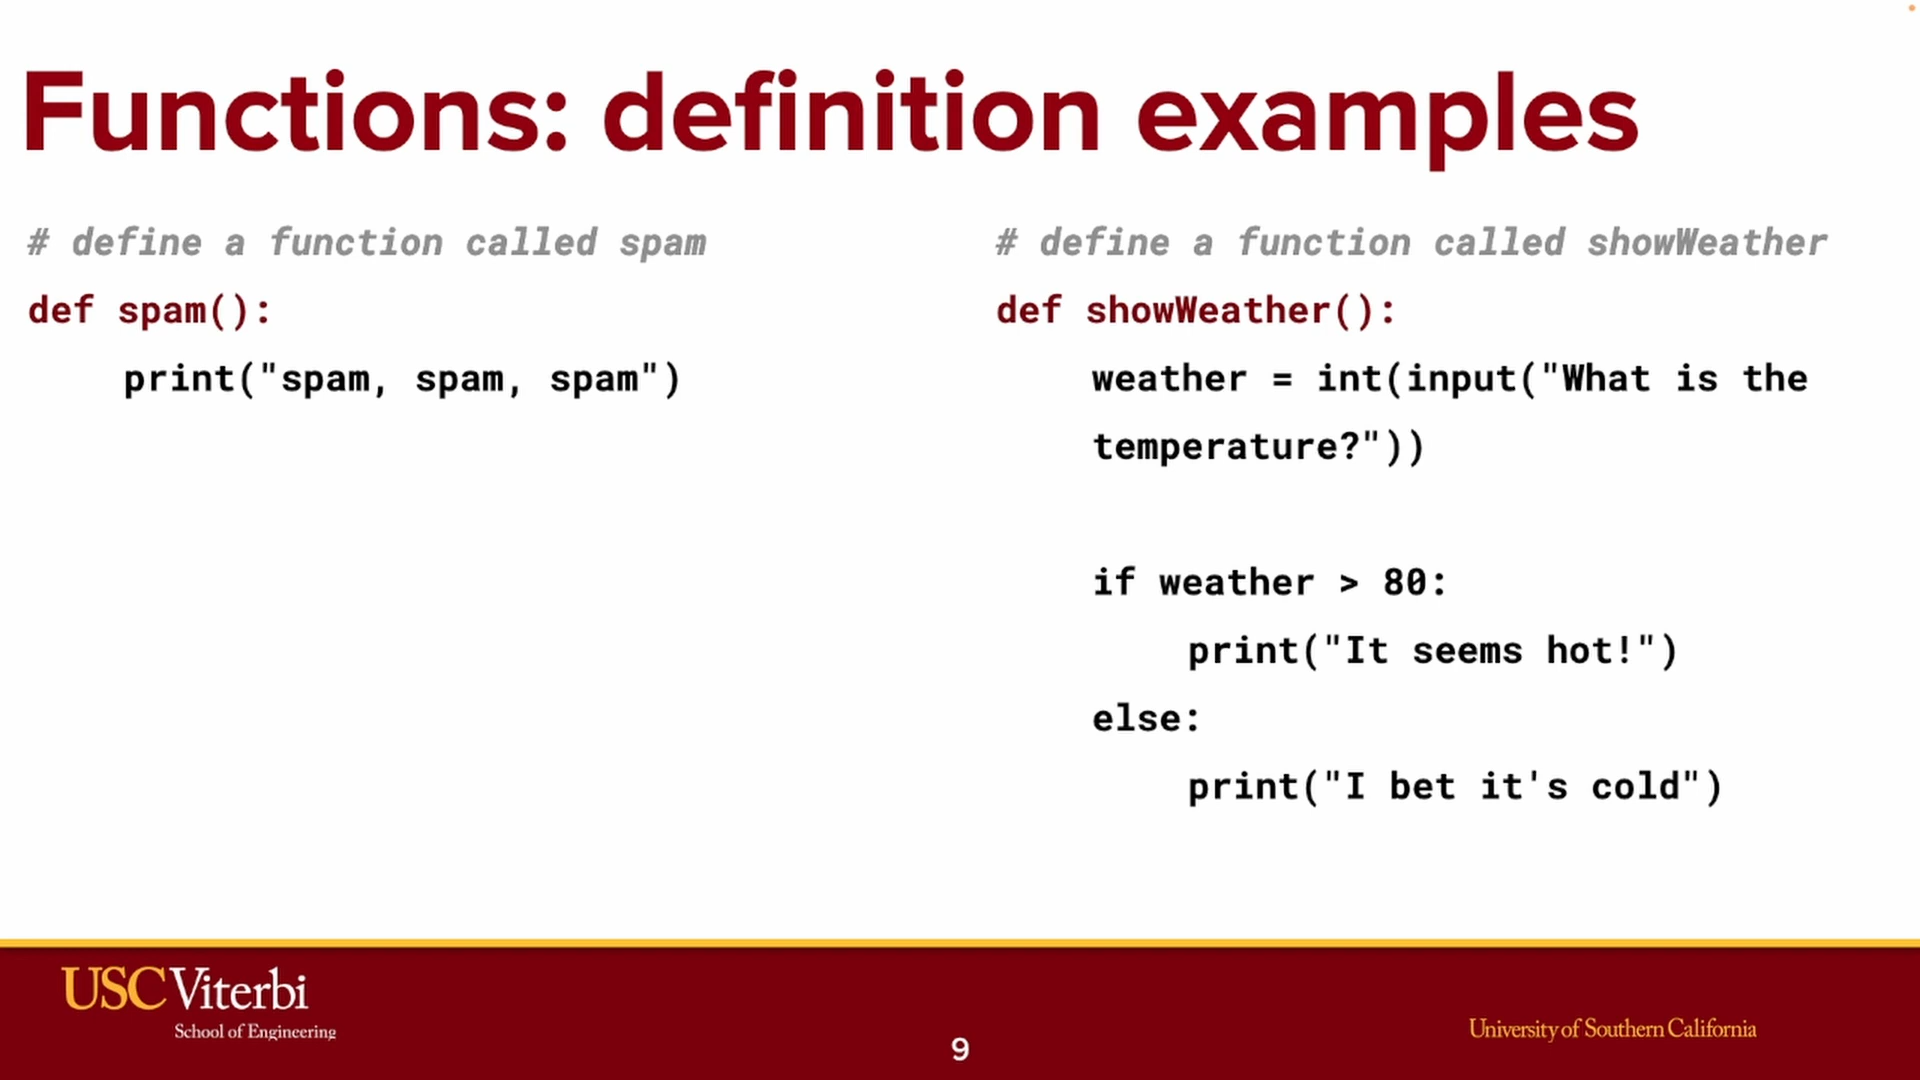 Functions: definition examples
# define a function called spam
def spam():
print("spam, spam, spam")
# define a function called showWeather
def showWeather():
weather = int(input("What is the
temperature?"))
if weather > 80:
print("It seems hot!")
else:
print("I bet it's cold")
USC Viterbi
School of Engineering
9
University of Southern California